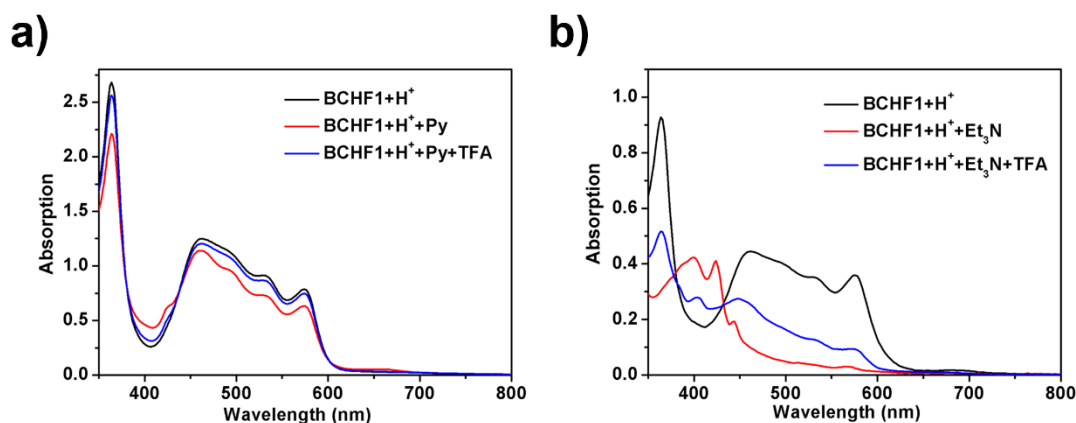 a)
BCHF1+H⁺
BCHF1+H⁺+Py
BCHF1+H⁺+Py+TFA
Absorption
2.5
2.0
1.5
1.0
0.5
0.0
400 500 600 700 800
Wavelength (nm)
b)
BCHF1+H⁺
BCHF1+H⁺+Et₃N
BCHF1+H⁺+Et₃N+TFA
Absorption
1.0
0.8
0.6
0.4
0.2
0.0
400 500 600 700 800
Wavelength (nm)